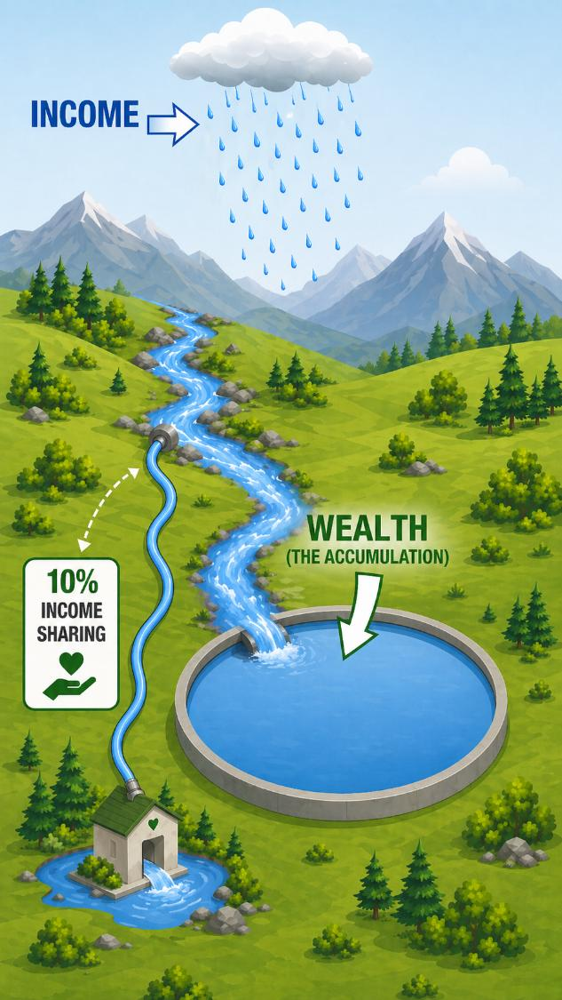 INCOME
WEALTH
(THE ACCUMULATION)
10%
INCOME
SHARING